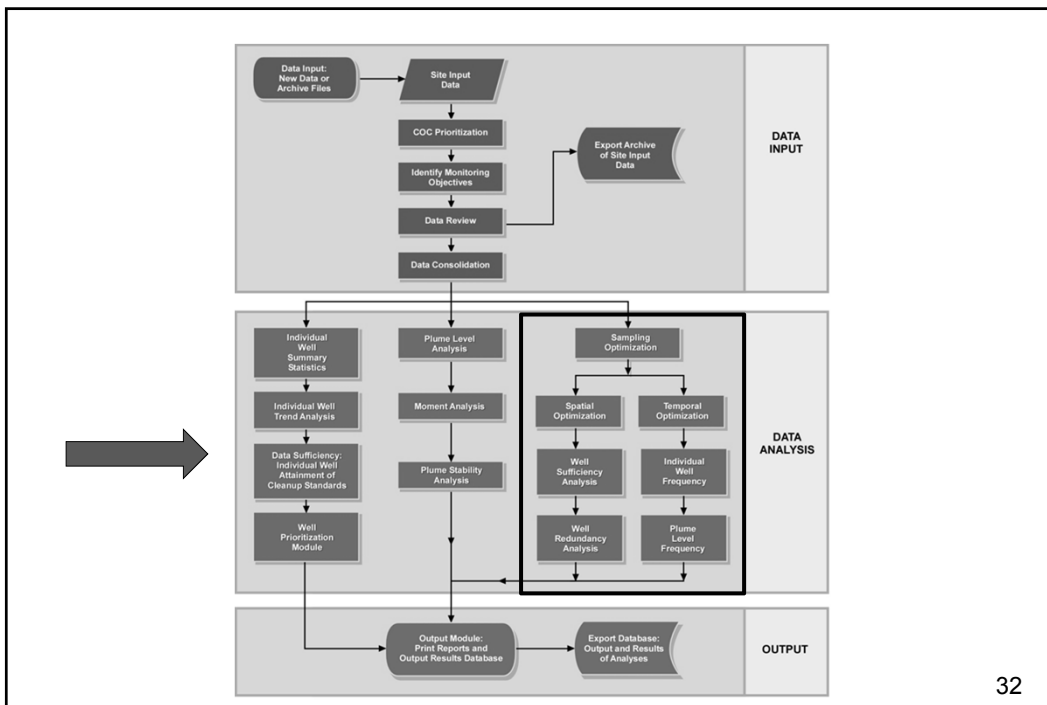 Data Input:
New Data or
Archive Files
Site Input
Data
COC Prioritization
Identify Monitoring
Objectives
Data Review
Data Consolidation
Export Archive
of Site Input
Data
DATA
INPUT
Individual
Well
Summary
Statistics
Individual Well
Trend Analysis
Data Sufficiency:
Individual Well
Attainment of
Cleanup Standards
Well
Prioritization
Module
Plume Level
Analysis
Moment Analysis
Plume Stability
Analysis
Sampling
Optimization
Spatial
Optimization
Temporal
Optimization
Well
Sufficiency
Analysis
Individual
Well
Frequency
Well
Redundancy
Analysis
Plume
Level
Frequency
DATA
ANALYSIS
Output Module:
Print Reports and
Output Results Database
Export Database:
Output and Results
of Analyses
OUTPUT
32